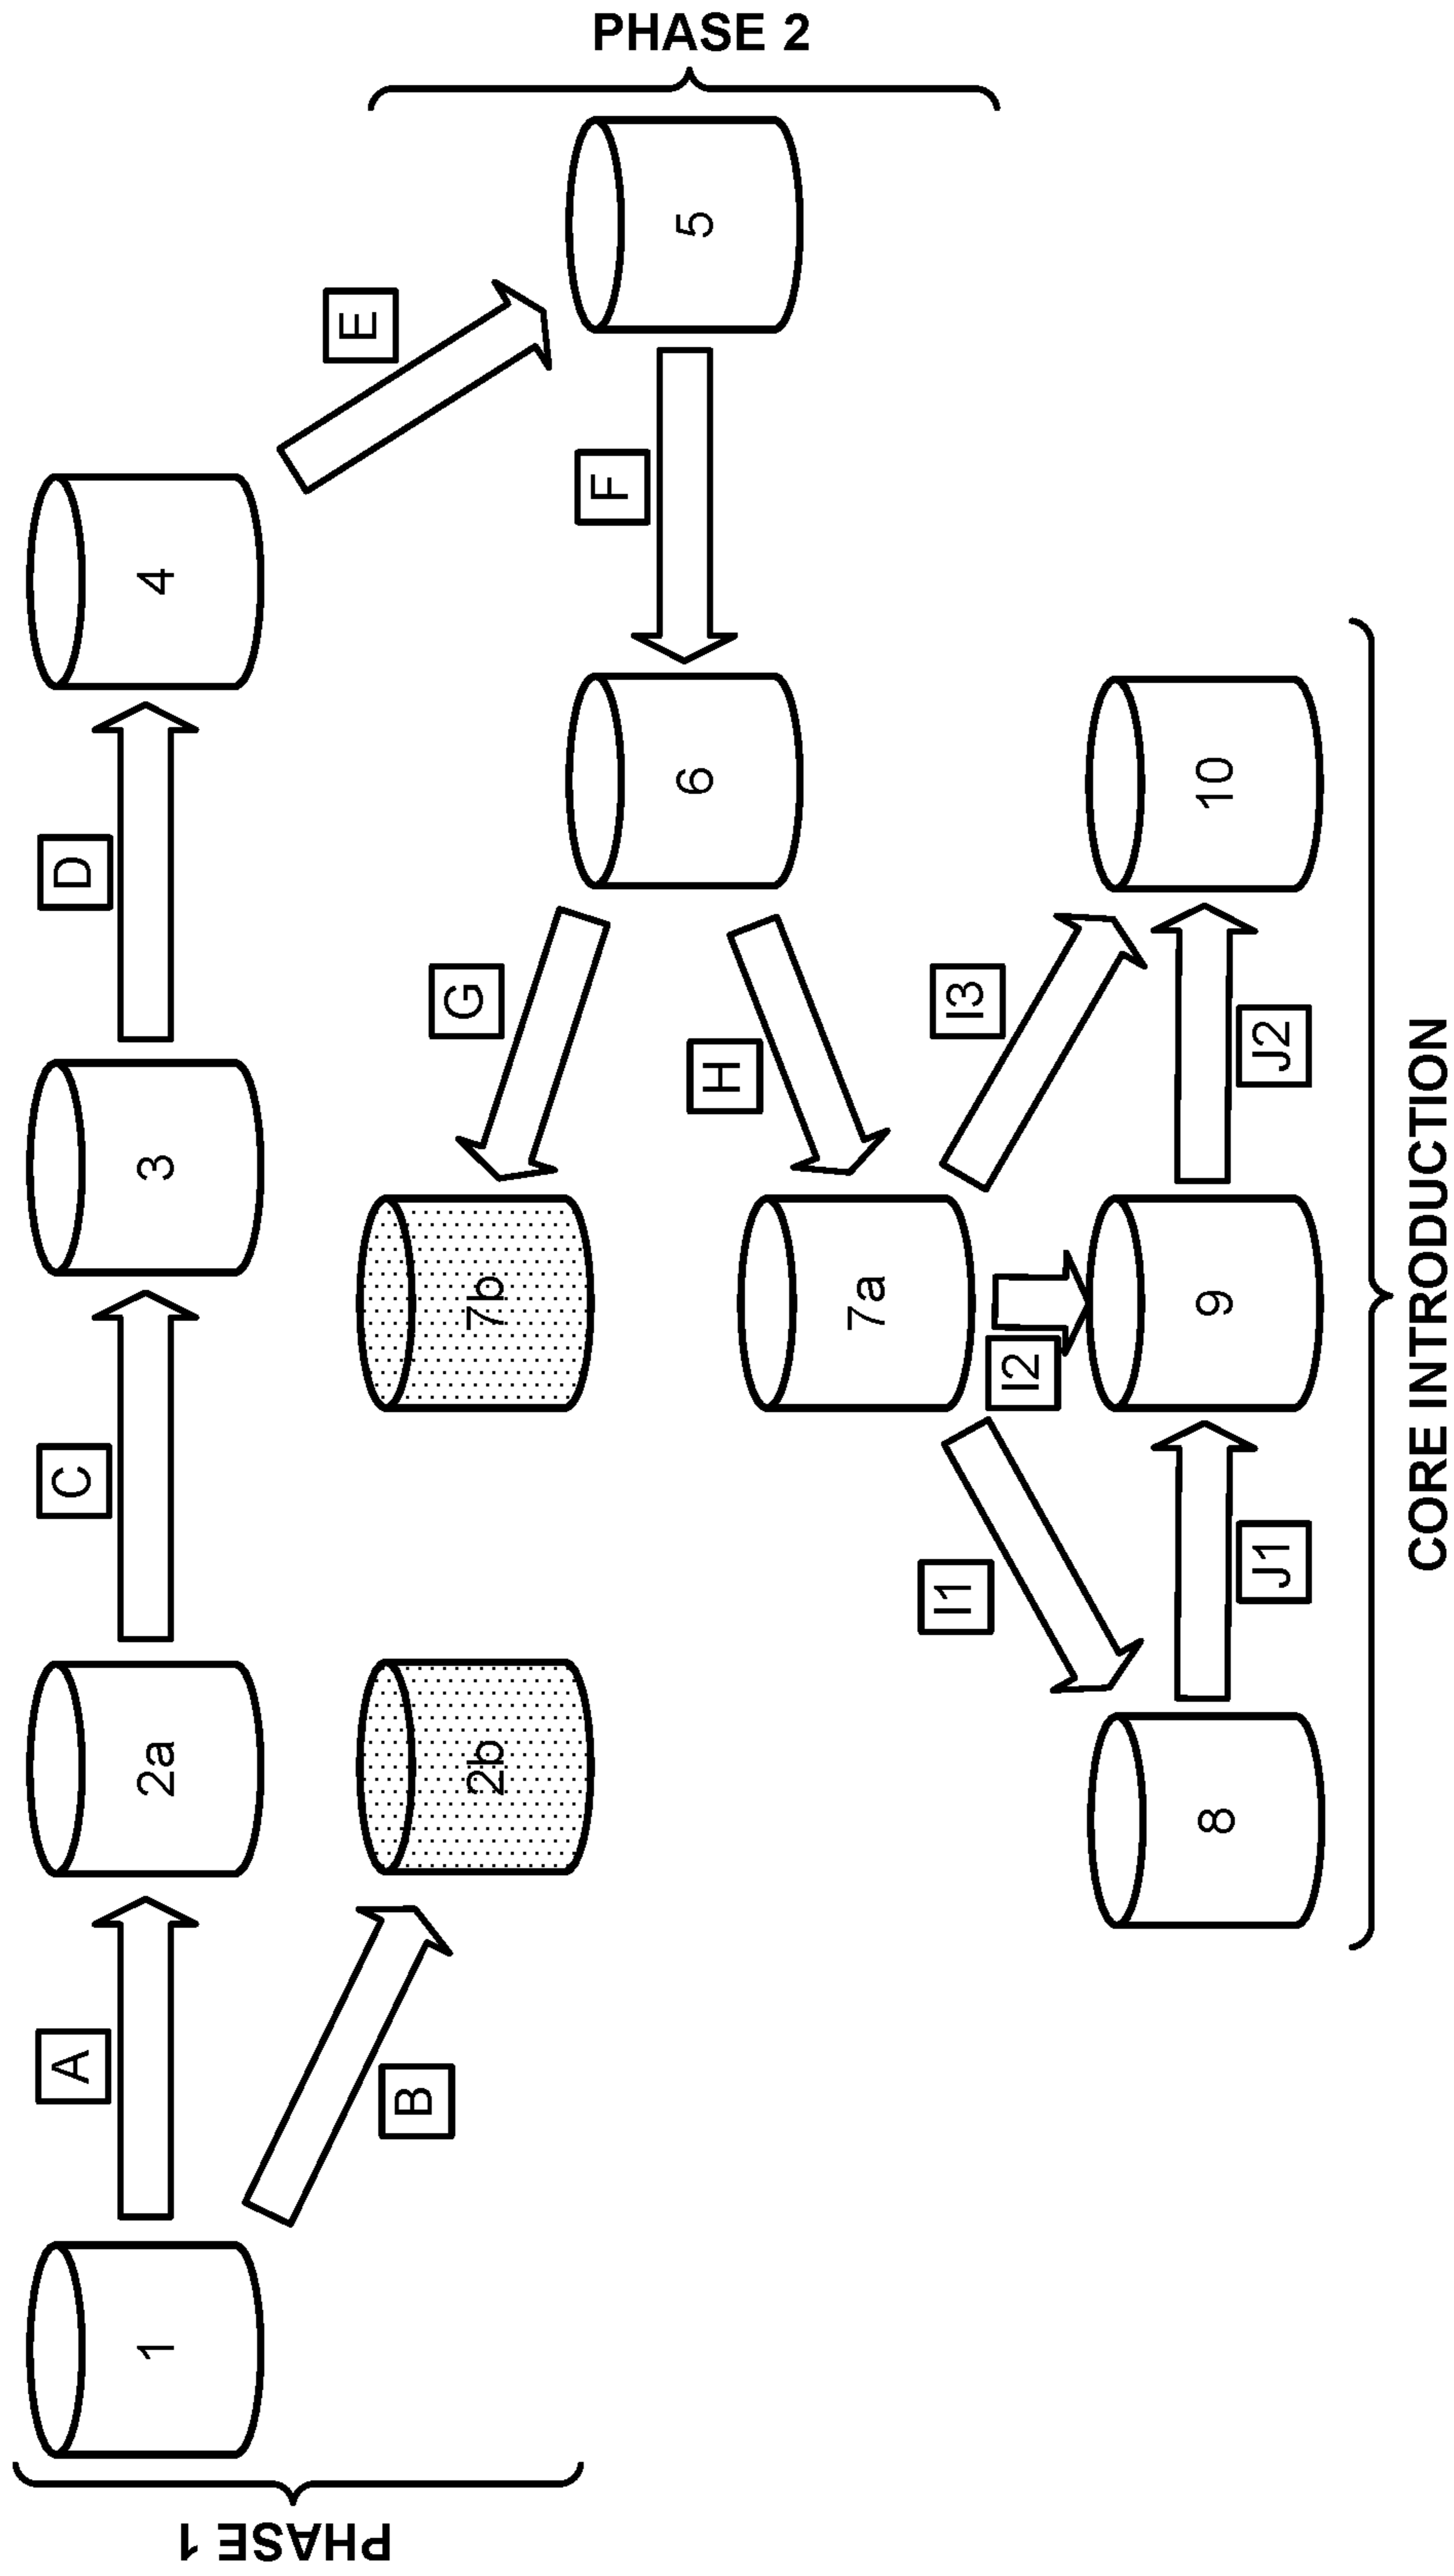 PHASE 2
5
E
4
F
D
6
10
G
I3
H
J2
3
7b
7a
9
I2
C
I1
J1
2a
2b
8
A
B
1
PHASE 1
CORE INTRODUCTION